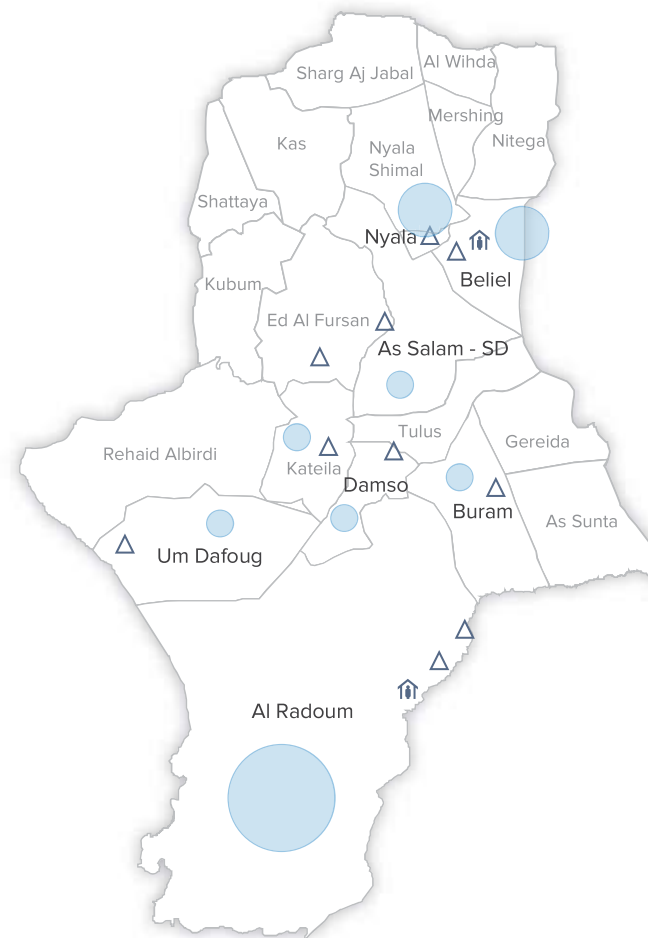 Sharg Aj Jabal
Al Wihda
Mershing
Nitega
Kas
Nyala
Shimal
Shattaya
Nyala
Beliel
Kubum
Ed Al Fursan
As Salam - SD
Rehaid Albirdi
Kateila
Tulus
Gereida
Damso
Buram
As Sunta
Um Dafoug
Al Radoum